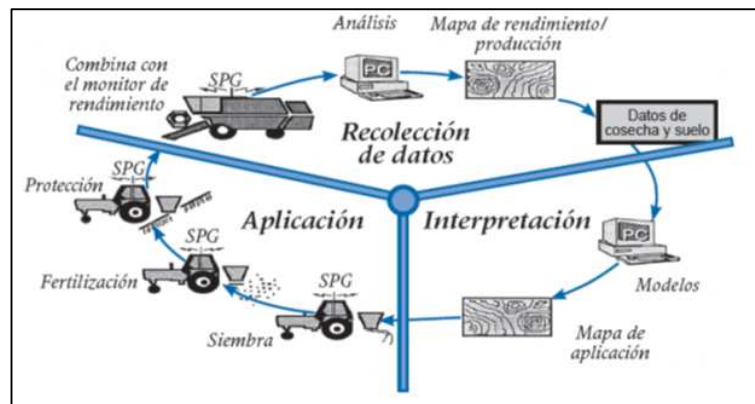 Análisis
Mapa de rendimiento/
producción
Combina con
el monitor de
rendimiento
SPG
PC
Datos de
cosecha y suelo
Recolección
de datos
Protección
SPG
Aplicación
Interpretación
SPG
Fertilización
PC
Modelos
SPG
Siembra
Mapa de
aplicación